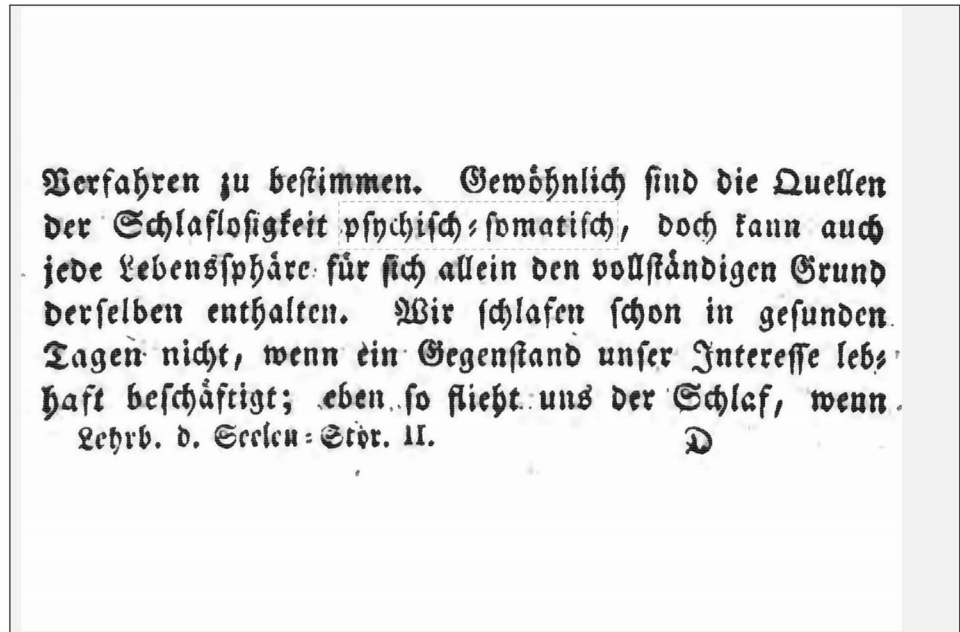 Verfahren zu bestimmen. Gewöhnlich sind die Quellen
der Schlaflosigkeit psychisch-somatisch, doch kann auch
jede Lebenssphäre für sich allein den vollständigen Grund
derselben enthalten. Wir schlafen schon in gesunden
Tagen nicht, wenn ein Gegenstand unser Interesse leb-
haft beschäftigt; eben so flieht uns der Schlaf, wenn
Lehrb. d. Seelen-Stör. II. D